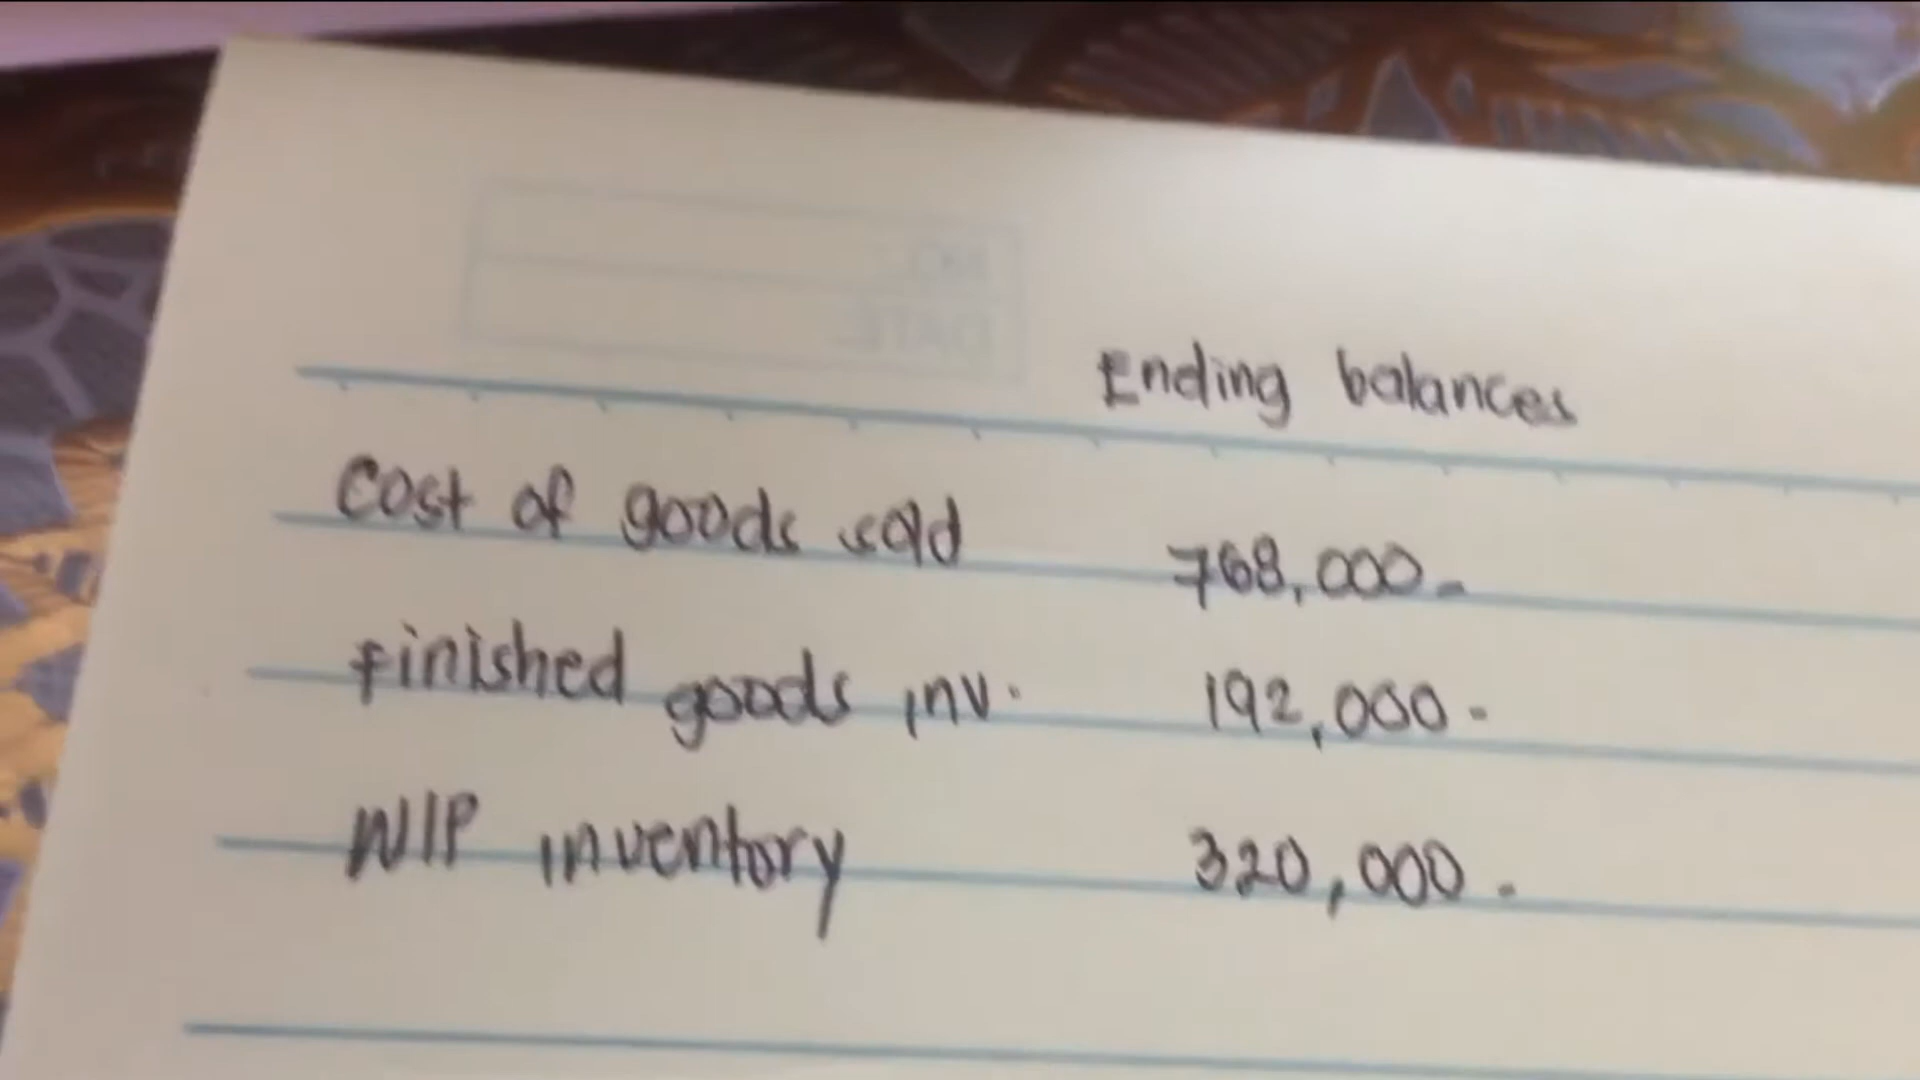 Ending balances
Cost of goods sold 768,000-
Finished goods inv. 192,000-
WIP inventory 320,000.